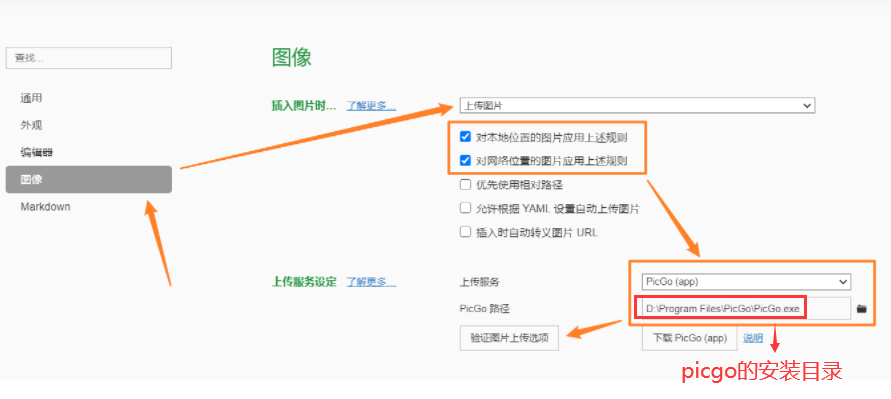 图像
查找...
通用
外观
编辑器
图像
Markdown
插入图片时... 了解更多...
上传图片
对本地位置的图片应用上述规则
对网络位置的图片应用上述规则
优先使用相对路径
允许根据 YAML 设置自动上传图片
插入时自动转义图片 URL
上传服务设定 了解更多...
上传服务 PicGo (app)
PicGo 路径 D:\Program Files\PicGo\PicGo.exe
验证图片上传选项 下载 PicGo (app) 说明
picgo的安装目录